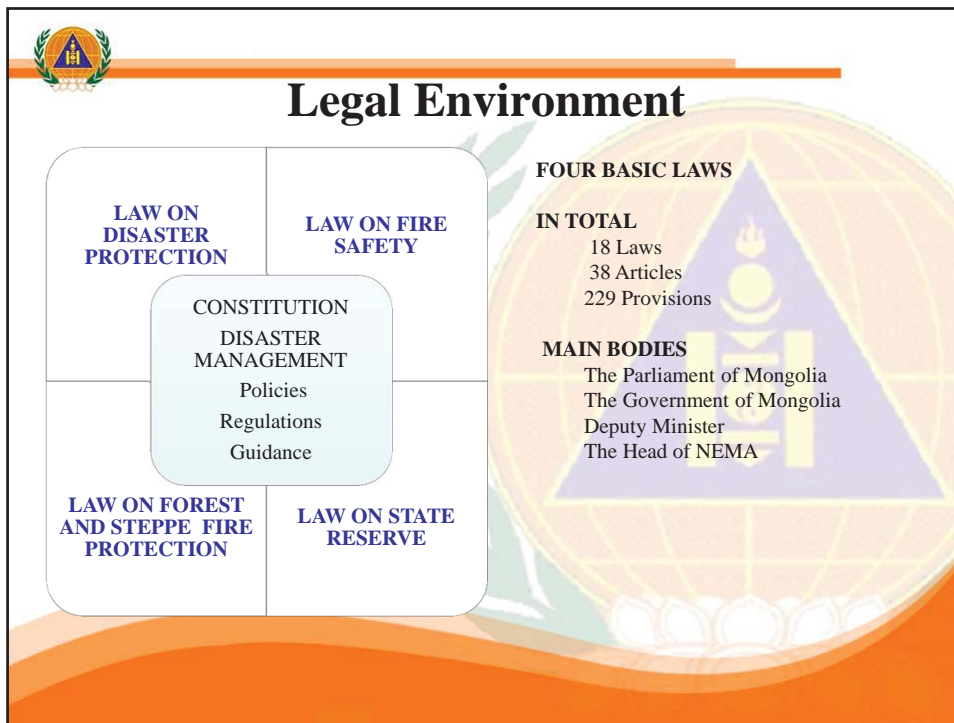 Legal Environment
LAW ON
DISASTER
PROTECTION
LAW ON FIRE
SAFETY
CONSTITUTION
DISASTER
MANAGEMENT
Policies
Regulations
Guidance
LAW ON FOREST
AND STEPPE FIRE
PROTECTION
LAW ON STATE
RESERVE
FOUR BASIC LAWS
IN TOTAL
18 Laws
38 Articles
229 Provisions
MAIN BODIES
The Parliament of Mongolia
The Government of Mongolia
Deputy Minister
The Head of NEMA